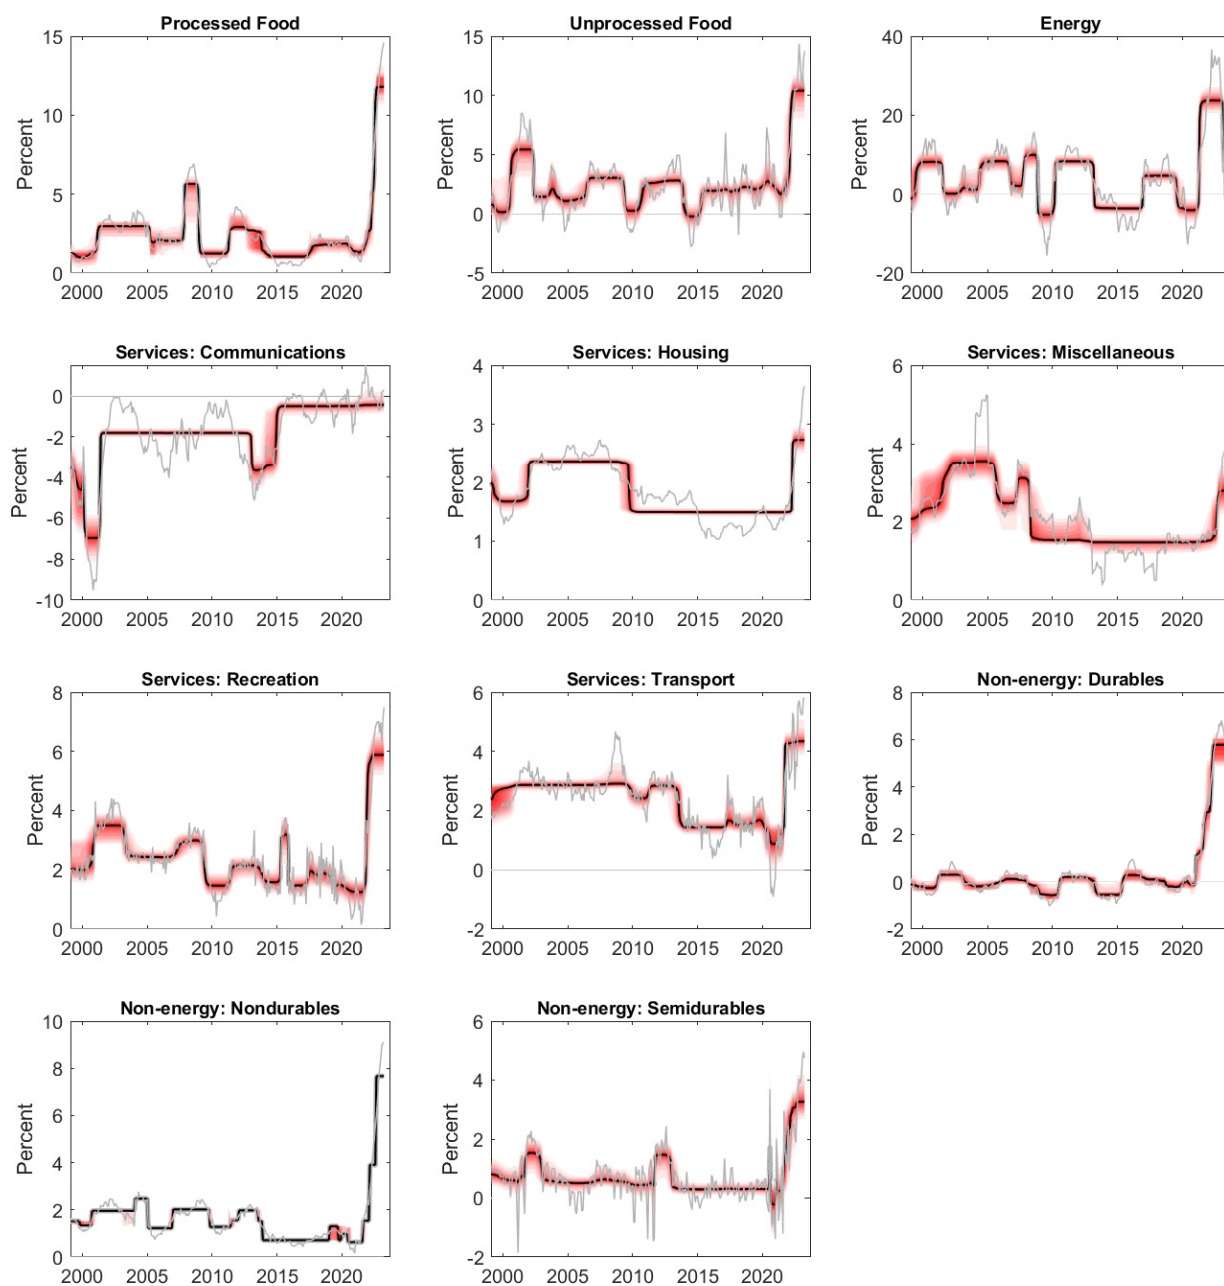 Processed Food
Unprocessed Food
Energy
15
10
5
0
Percent
2000 2005 2010 2015 2020
15
10
5
0
-5
Percent
2000 2005 2010 2015 2020
40
20
0
-20
Percent
2000 2005 2010 2015 2020
Services: Communications
Services: Housing
Services: Miscellaneous
0
-2
-4
-6
-8
-10
Percent
2000 2005 2010 2015 2020
4
3
2
1
0
Percent
2000 2005 2010 2015 2020
6
4
2
0
Percent
2000 2005 2010 2015 2020
Services: Recreation
Services: Transport
Non-energy: Durables
8
6
4
2
0
Percent
2000 2005 2010 2015 2020
6
4
2
0
-2
Percent
2000 2005 2010 2015 2020
8
6
4
2
0
-2
Percent
2000 2005 2010 2015 2020
Non-energy: Nondurables
Non-energy: Semidurables
10
8
6
4
2
0
Percent
2000 2005 2010 2015 2020
6
4
2
0
-2
Percent
2000 2005 2010 2015 2020